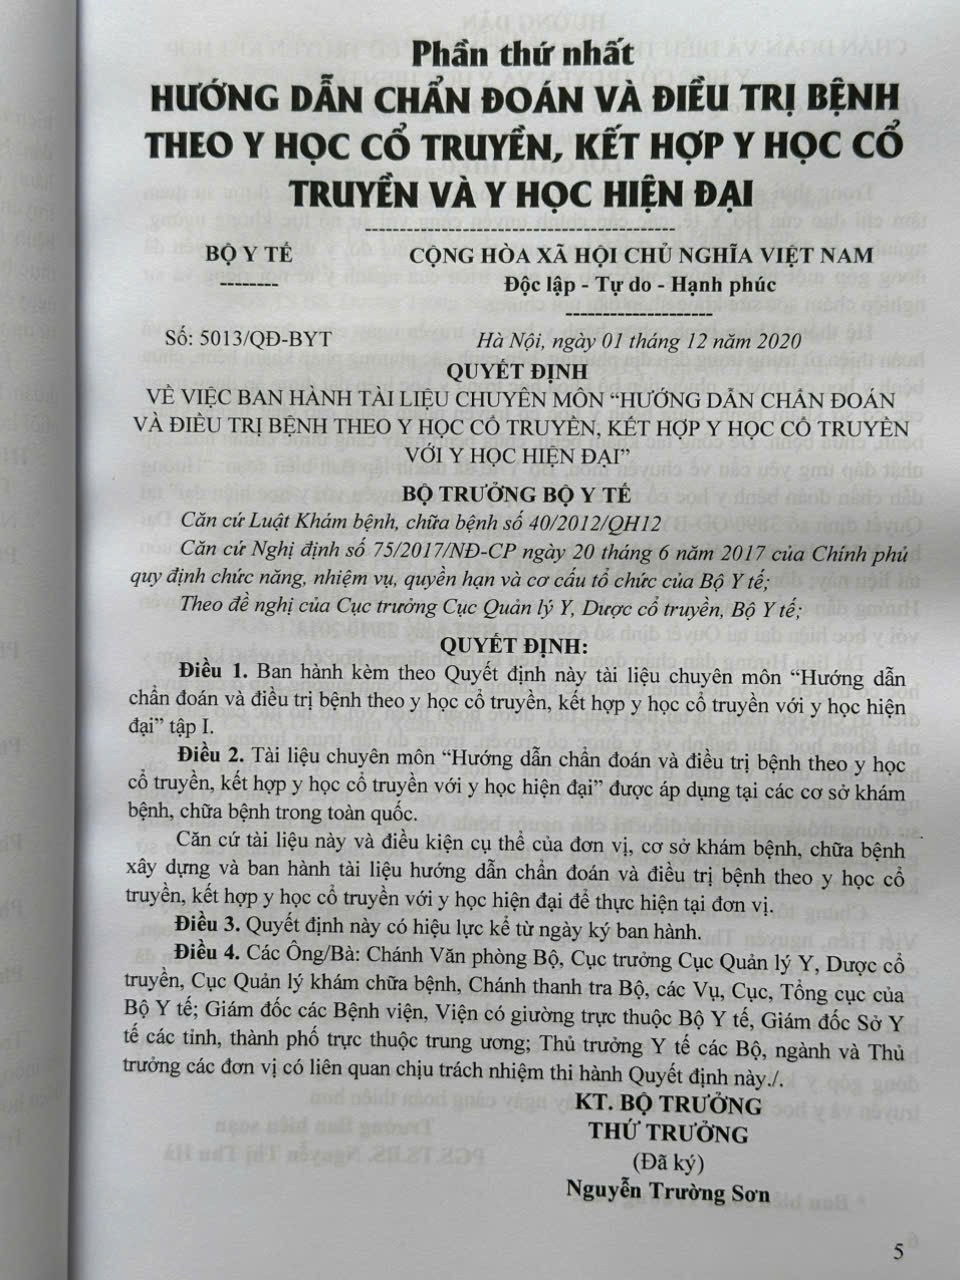 Phần thứ nhất
HƯỚNG DẪN CHẨN ĐOÁN VÀ ĐIỀU TRỊ BỆNH
THEO Y HỌC CỔ TRUYỀN, KẾT HỢP Y HỌC CỔ
TRUYỀN VÀ Y HỌC HIỆN ĐẠI
BỘ Y TẾ
CỘNG HÒA XÃ HỘI CHỦ NGHĨA VIỆT NAM
Độc lập - Tự do - Hạnh phúc
Số: 5013/QĐ-BYT
Hà Nội, ngày 01 tháng 12 năm 2020
QUYẾT ĐỊNH
VỀ VIỆC BAN HÀNH TÀI LIỆU CHUYÊN MÔN “HƯỚNG DẪN CHẨN ĐOÁN
VÀ ĐIỀU TRỊ BỆNH THEO Y HỌC CỔ TRUYỀN, KẾT HỢP Y HỌC CỔ TRUYỀN
VỚI Y HỌC HIỆN ĐẠI”
BỘ TRƯỞNG BỘ Y TẾ
Căn cứ Luật Khám bệnh, chữa bệnh số 40/2012/QH12
Căn cứ Nghị định số 75/2017/NĐ-CP ngày 20 tháng 6 năm 2017 của Chính phủ
quy định chức năng, nhiệm vụ, quyền hạn và cơ cấu tổ chức của Bộ Y tế;
Theo đề nghị của Cục trưởng Cục Quản lý Y, Dược cổ truyền, Bộ Y tế;
QUYẾT ĐỊNH:
Điều 1. Ban hành kèm theo Quyết định này tài liệu chuyên môn “Hướng dẫn
chẩn đoán và điều trị bệnh theo y học cổ truyền, kết hợp y học cổ truyền với y học hiện
đại” tập I.
Điều 2. Tài liệu chuyên môn “Hướng dẫn chẩn đoán và điều trị bệnh theo y học
cổ truyền, kết hợp y học cổ truyền với y học hiện đại” được áp dụng tại các cơ sở khám
bệnh, chữa bệnh trong toàn quốc.
Căn cứ tài liệu này và điều kiện cụ thể của đơn vị, cơ sở khám bệnh, chữa bệnh
xây dựng và ban hành tài liệu hướng dẫn chẩn đoán và điều trị bệnh theo y học cổ
truyền, kết hợp y học cổ truyền với y học hiện đại để thực hiện tại đơn vị.
Điều 3. Quyết định này có hiệu lực kể từ ngày ký ban hành.
Điều 4. Các Ông/Bà: Chánh Văn phòng Bộ, Cục trưởng Cục Quản lý Y, Dược cổ
truyền, Cục Quản lý khám chữa bệnh, Chánh thanh tra Bộ, các Vụ, Cục, Tổng cục của
Bộ Y tế; Giám đốc các Bệnh viện, Viện có giường trực thuộc Bộ Y tế, Giám đốc Sở Y
tế các tỉnh, thành phố trực thuộc trung ương; Thủ trưởng Y tế các Bộ, ngành và Thủ
trưởng các đơn vị có liên quan chịu trách nhiệm thi hành Quyết định này./.
KT. BỘ TRƯỞNG
THỨ TRƯỞNG
(Đã ký)
Nguyễn Trường Sơn
5